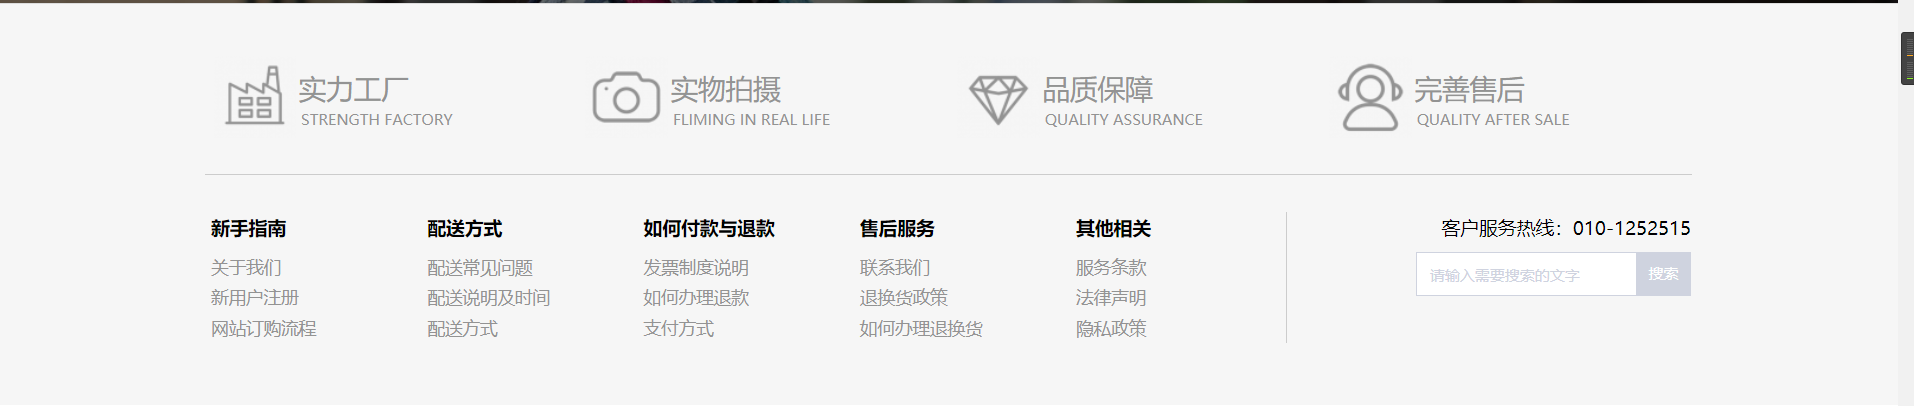 实力工厂
STRENGTH FACTORY
实物拍摄
FLIMING IN REAL LIFE
品质保障
QUALITY ASSURANCE
完善售后
QUALITY AFTER SALE
新手指南
关于我们
新用户注册
网站订购流程
配送方式
配送常见问题
配送说明及时间
配送方式
如何付款与退款
发票制度说明
如何办理退款
支付方式
售后服务
联系我们
退换货政策
如何办理退换货
其他相关
服务条款
法律声明
隐私政策
客户服务热线：010-1252515
请输入需要搜索的文字
搜索